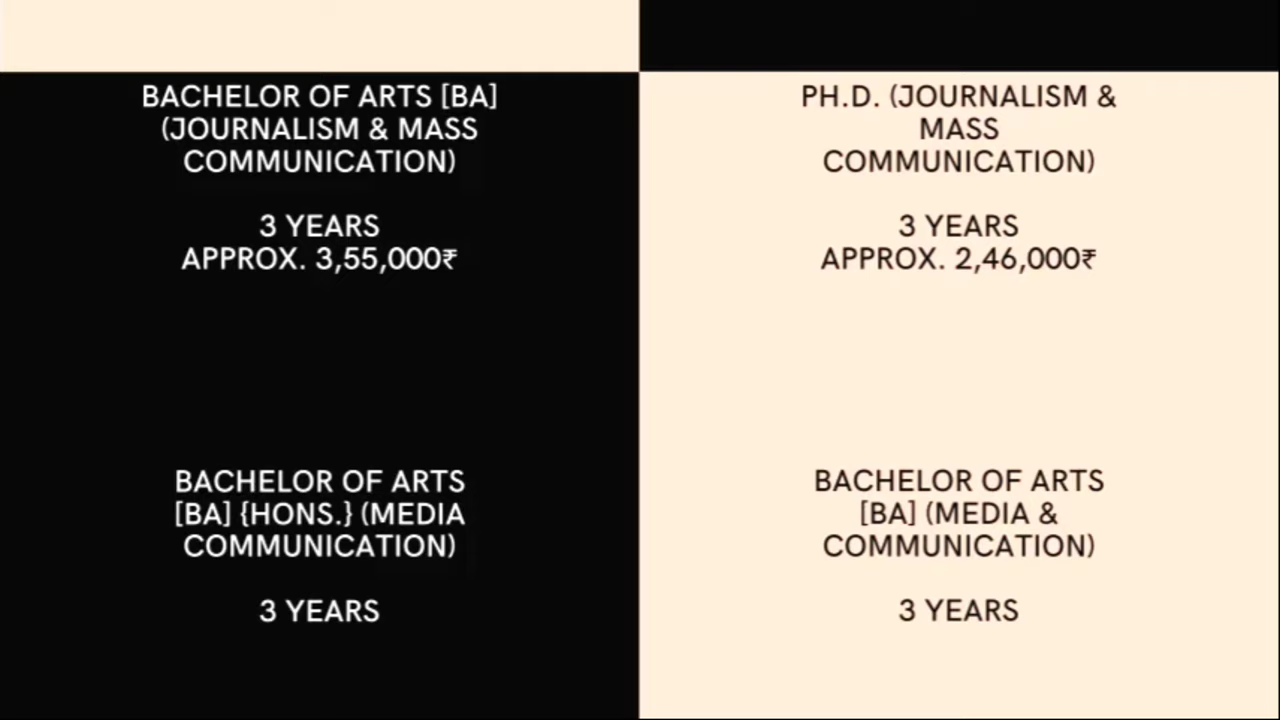 BACHELOR OF ARTS [BA]
(JOURNALISM & MASS
COMMUNICATION)
3 YEARS
APPROX. 3,55,000₹
BACHELOR OF ARTS
[BA] {HONS.} (MEDIA
COMMUNICATION)
3 YEARS
PH.D. (JOURNALISM &
MASS
COMMUNICATION)
3 YEARS
APPROX. 2,46,000₹
BACHELOR OF ARTS
[BA] (MEDIA &
COMMUNICATION)
3 YEARS